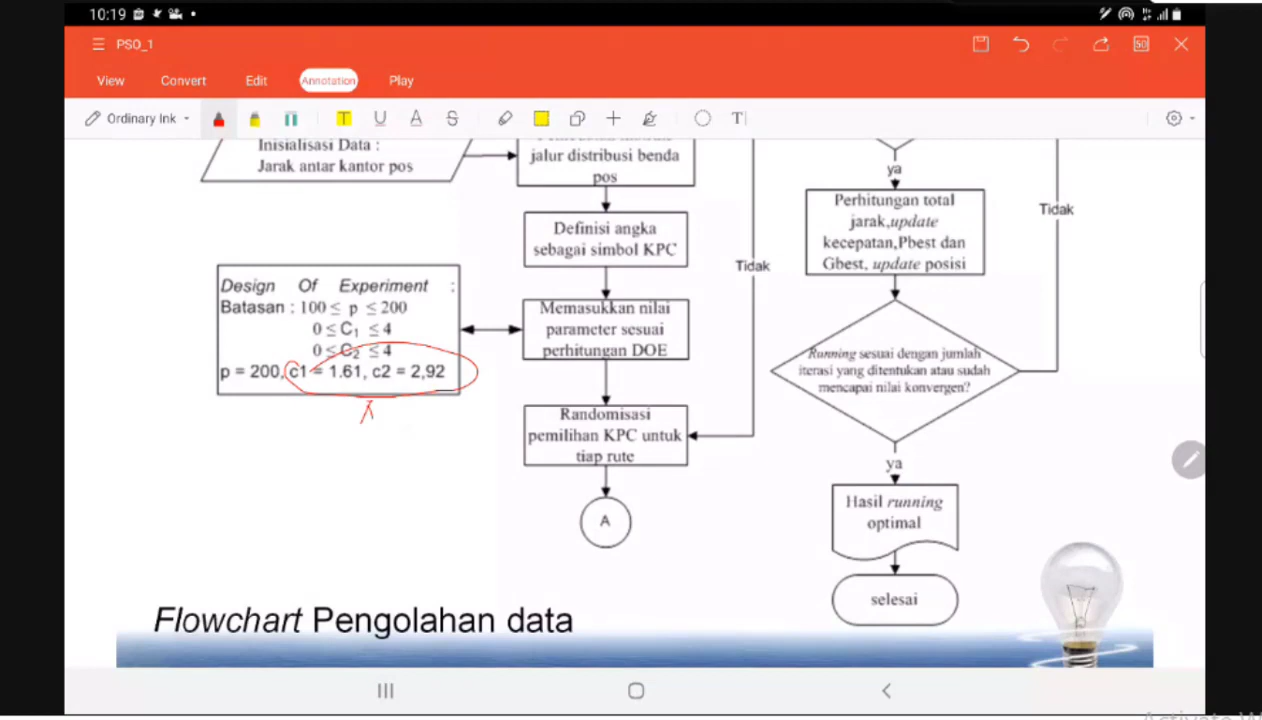 10:19
PSO_1
50
View Convert Edit Annotation Play
Ordinary Ink
Inisialisasi Data :
Jarak antar kantor pos
jalur distribusi benda
pos
Definisi angka
sebagai simbol KPC
Design Of Experiment :
Batasan : 100 ≤ p ≤ 200
0 ≤ C₁ ≤ 4
0 ≤ C₂ ≤ 4
p = 200, c1 = 1.61, c2 = 2,92
Memasukkan nilai
parameter sesuai
perhitungan DOE
Randomisasi
pemilihan KPC untuk
tiap rute
A
Tidak
ya
Perhitungan total
jarak,update
kecepatan,Pbest dan
Gbest, update posisi
Tidak
Running sesuai dengan jumlah
iterasi yang ditentukan atau sudah
mencapai nilai konvergen?
ya
Hasil running
optimal
selesai
Flowchart Pengolahan data